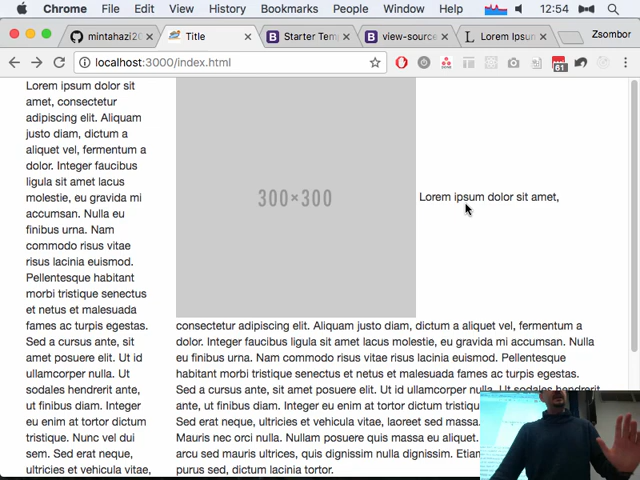 Chrome File Edit View History Bookmarks People Window Help 12:54
mintahazi20 Title Starter Temp view-source Lorem Ipsum Zsombor
localhost:3000/index.html 61
Lorem ipsum dolor sit
amet, consectetur
adipiscing elit. Aliquam
justo diam, dictum a
aliquet vel, fermentum a
dolor. Integer faucibus
ligula sit amet lacus
molestie, eu gravida mi
accumsan. Nulla eu
finibus urna. Nam
commodo risus vitae
risus lacinia euismod.
Pellentesque habitant
morbi tristique senectus
et netus et malesuada
fames ac turpis egestas.
Sed a cursus ante, sit
amet posuere elit. Ut id
ullamcorper nulla. Ut
sodales hendrerit ante,
ut finibus diam. Integer
eu enim at tortor dictum
tristique. Nunc vel dui
sem. Sed erat neque,
ultricies et vehicula vitae,
300×300
Lorem ipsum dolor sit amet,
consectetur adipiscing elit. Aliquam justo diam, dictum a aliquet vel, fermentum a
dolor. Integer faucibus ligula sit amet lacus molestie, eu gravida mi accumsan. Nulla
eu finibus urna. Nam commodo risus vitae risus lacinia euismod. Pellentesque
habitant morbi tristique senectus et netus et malesuada fames ac turpis egestas.
Sed a cursus ante, sit amet posuere elit. Ut id ullamcorper nulla. Ut sodales hendrerit
ante, ut finibus diam. Integer eu enim at tortor dictum tristique
Sed erat neque, ultricies et vehicula vitae, laoreet sed massa.
Mauris nec orci nulla. Nullam posuere quis massa eu aliquet.
arcu sed mauris ultrices, quis dignissim nulla dignissim. Etiam
purus sed, dictum lacinia tortor.